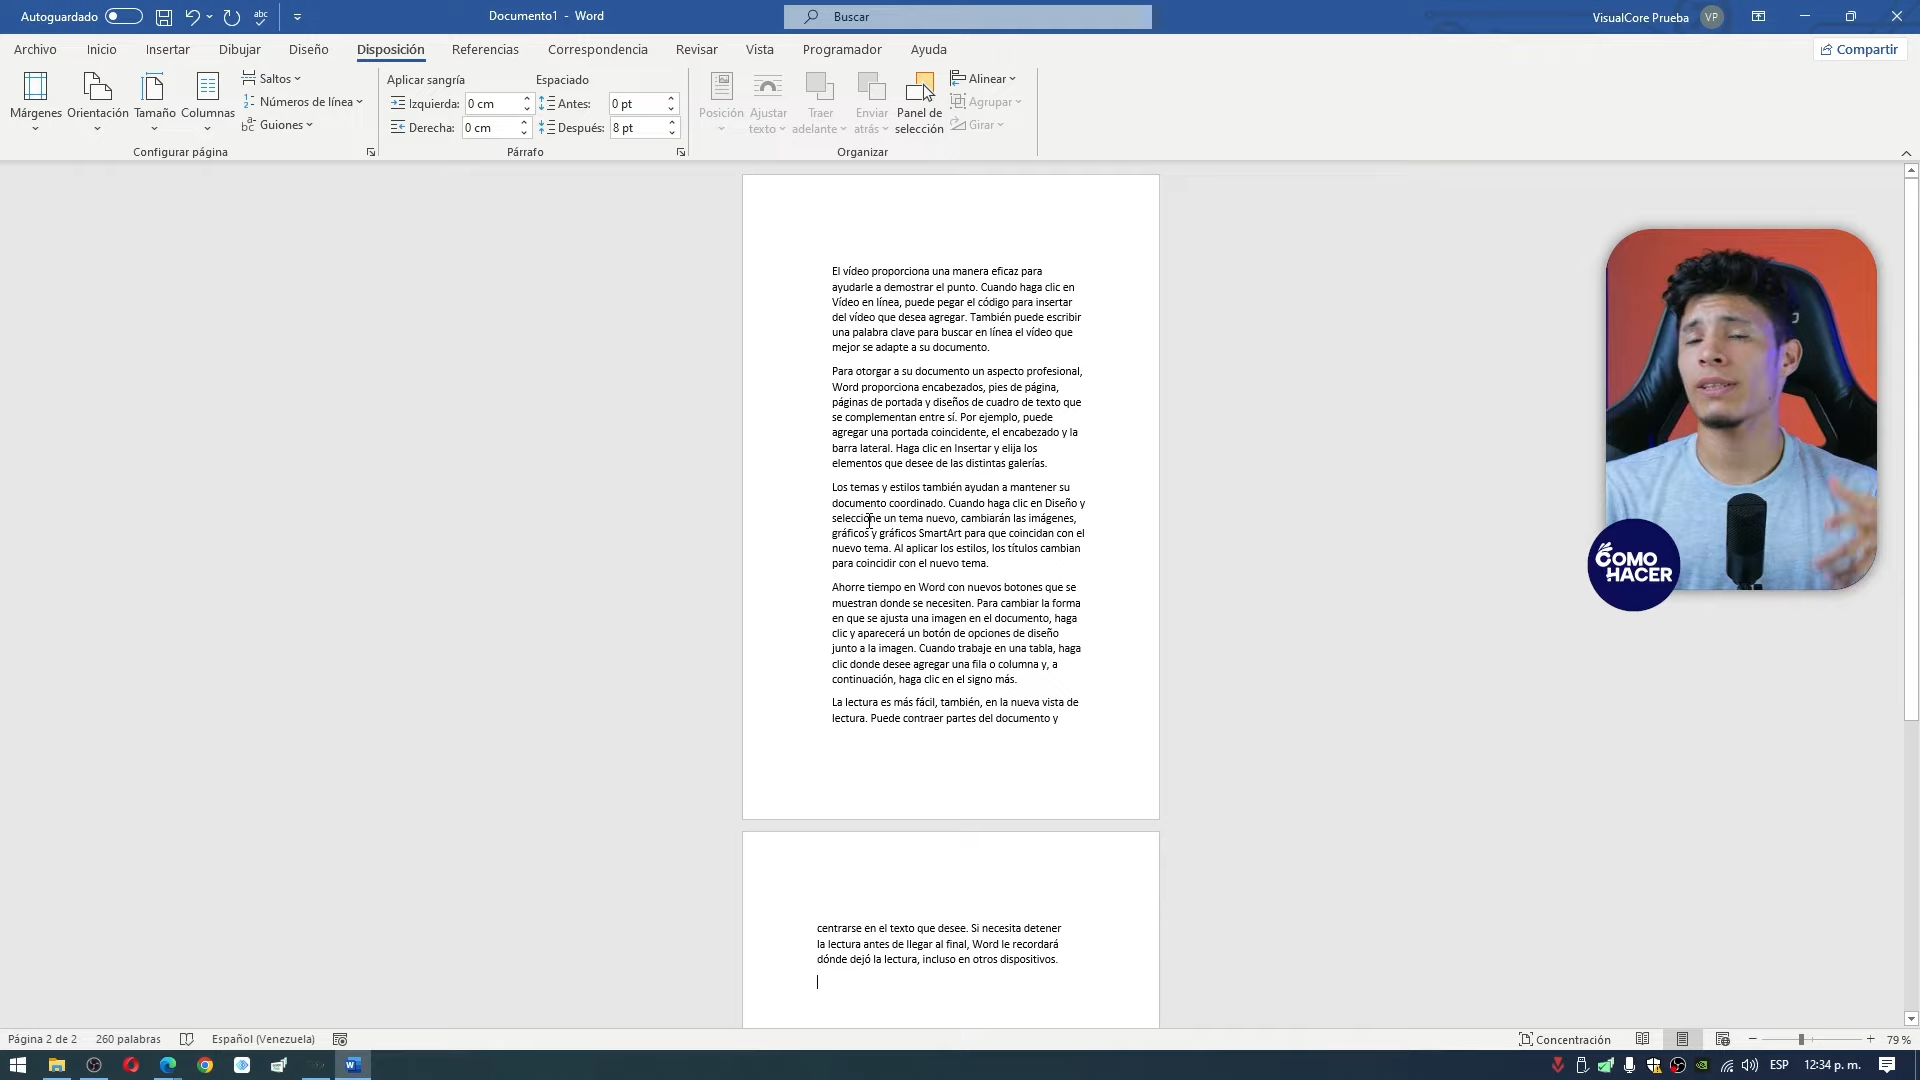 Autoguardado
Documento1 - Word
Buscar
VisualCore Prueba
VP
Archivo
Inicio
Insertar
Dibujar
Diseño
Disposición
Referencias
Correspondencia
Revisar
Vista
Programador
Ayuda
Compartir
Márgenes
Orientación
Tamaño
Columnas
Saltos
Números de línea
Guiones
Configurar página
Aplicar sangría
Izquierda: 0 cm
Derecha: 0 cm
Espaciado
Antes: 0 pt
Después: 8 pt
Párrafo
Posición
Ajustar texto
Traer adelante
Enviar atrás
Panel de selección
Alinear
Agrupar
Girar
Organizar
El vídeo proporciona una manera eficaz para
ayudarle a demostrar el punto. Cuando haga clic en
Vídeo en línea, puede pegar el código para insertar
del vídeo que desea agregar. También puede escribir
una palabra clave para buscar en línea el vídeo que
mejor se adapte a su documento.
Para otorgar a su documento un aspecto profesional,
Word proporciona encabezados, pies de página,
páginas de portada y diseños de cuadro de texto que
se complementan entre sí. Por ejemplo, puede
agregar una portada coincidente, el encabezado y la
barra lateral. Haga clic en Insertar y elija los
elementos que desee de las distintas galerías.
Los temas y estilos también ayudan a mantener su
documento coordinado. Cuando haga clic en Diseño y
seleccione un tema nuevo, cambiarán las imágenes,
gráficos y gráficos SmartArt para que coincidan con el
nuevo tema. Al aplicar los estilos, los títulos cambian
para coincidir con el nuevo tema.
Ahorre tiempo en Word con nuevos botones que se
muestran donde se necesiten. Para cambiar la forma
en que se ajusta una imagen en el documento, haga
clic y aparecerá un botón de opciones de diseño
junto a la imagen. Cuando trabaje en una tabla, haga
clic donde desee agregar una fila o columna y, a
continuación, haga clic en el signo más.
La lectura es más fácil, también, en la nueva vista de
lectura. Puede contraer partes del documento y
centrarse en el texto que desee. Si necesita detener
la lectura antes de llegar al final, Word le recordará
dónde dejó la lectura, incluso en otros dispositivos.
COMO
HACER
Página 2 de 2
260 palabras
Español (Venezuela)
Concentración
79 %
ESP
12:34 p. m.